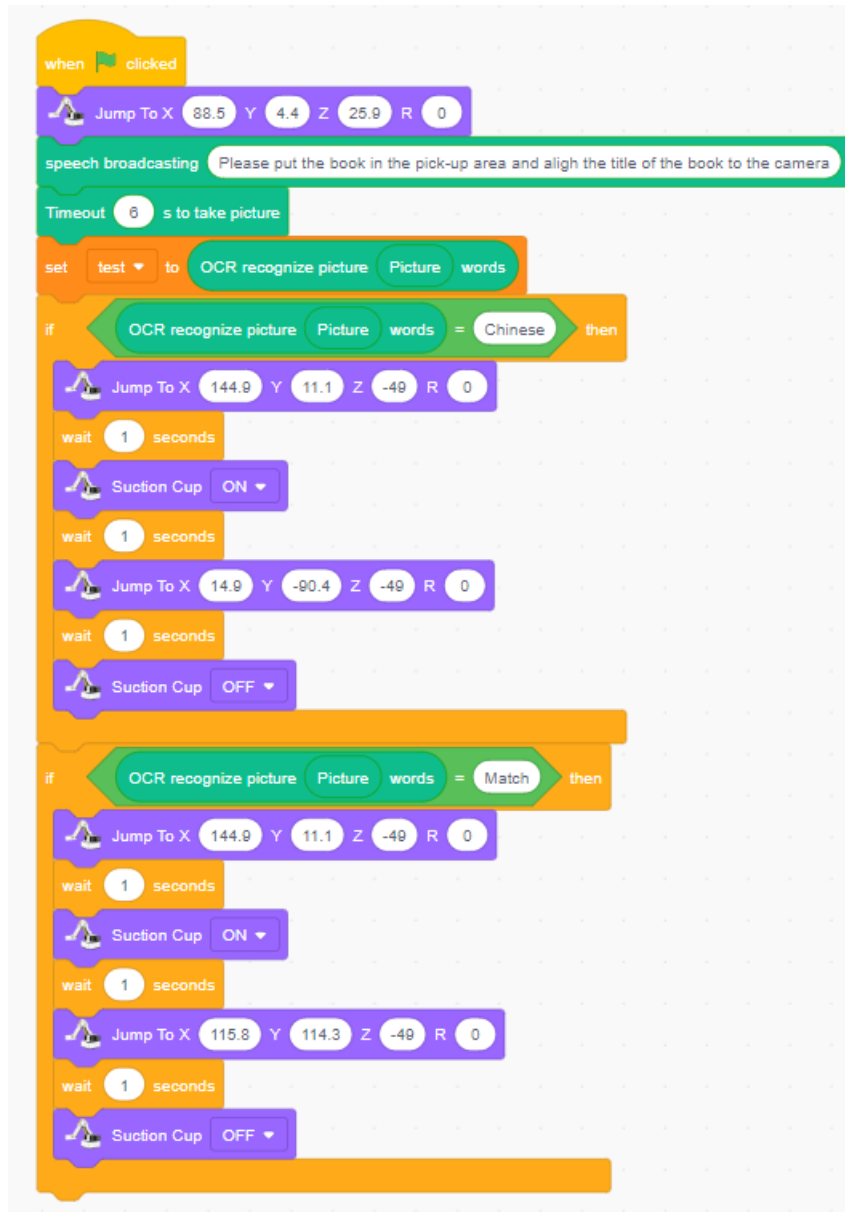 when clicked
Jump To X 88.5 Y 4.4 Z 25.9 R 0
speech broadcasting Please put the book in the pick-up area and aligh the title of the book to the camera
Timeout 6 s to take picture
set test to OCR recognize picture Picture words
if OCR recognize picture Picture words = Chinese then
Jump To X 144.9 Y 11.1 Z -49 R 0
wait 1 seconds
Suction Cup ON
wait 1 seconds
Jump To X 14.9 Y -90.4 Z -49 R 0
wait 1 seconds
Suction Cup OFF
if OCR recognize picture Picture words = Match then
Jump To X 144.9 Y 11.1 Z -49 R 0
wait 1 seconds
Suction Cup ON
wait 1 seconds
Jump To X 115.8 Y 114.3 Z -49 R 0
wait 1 seconds
Suction Cup OFF